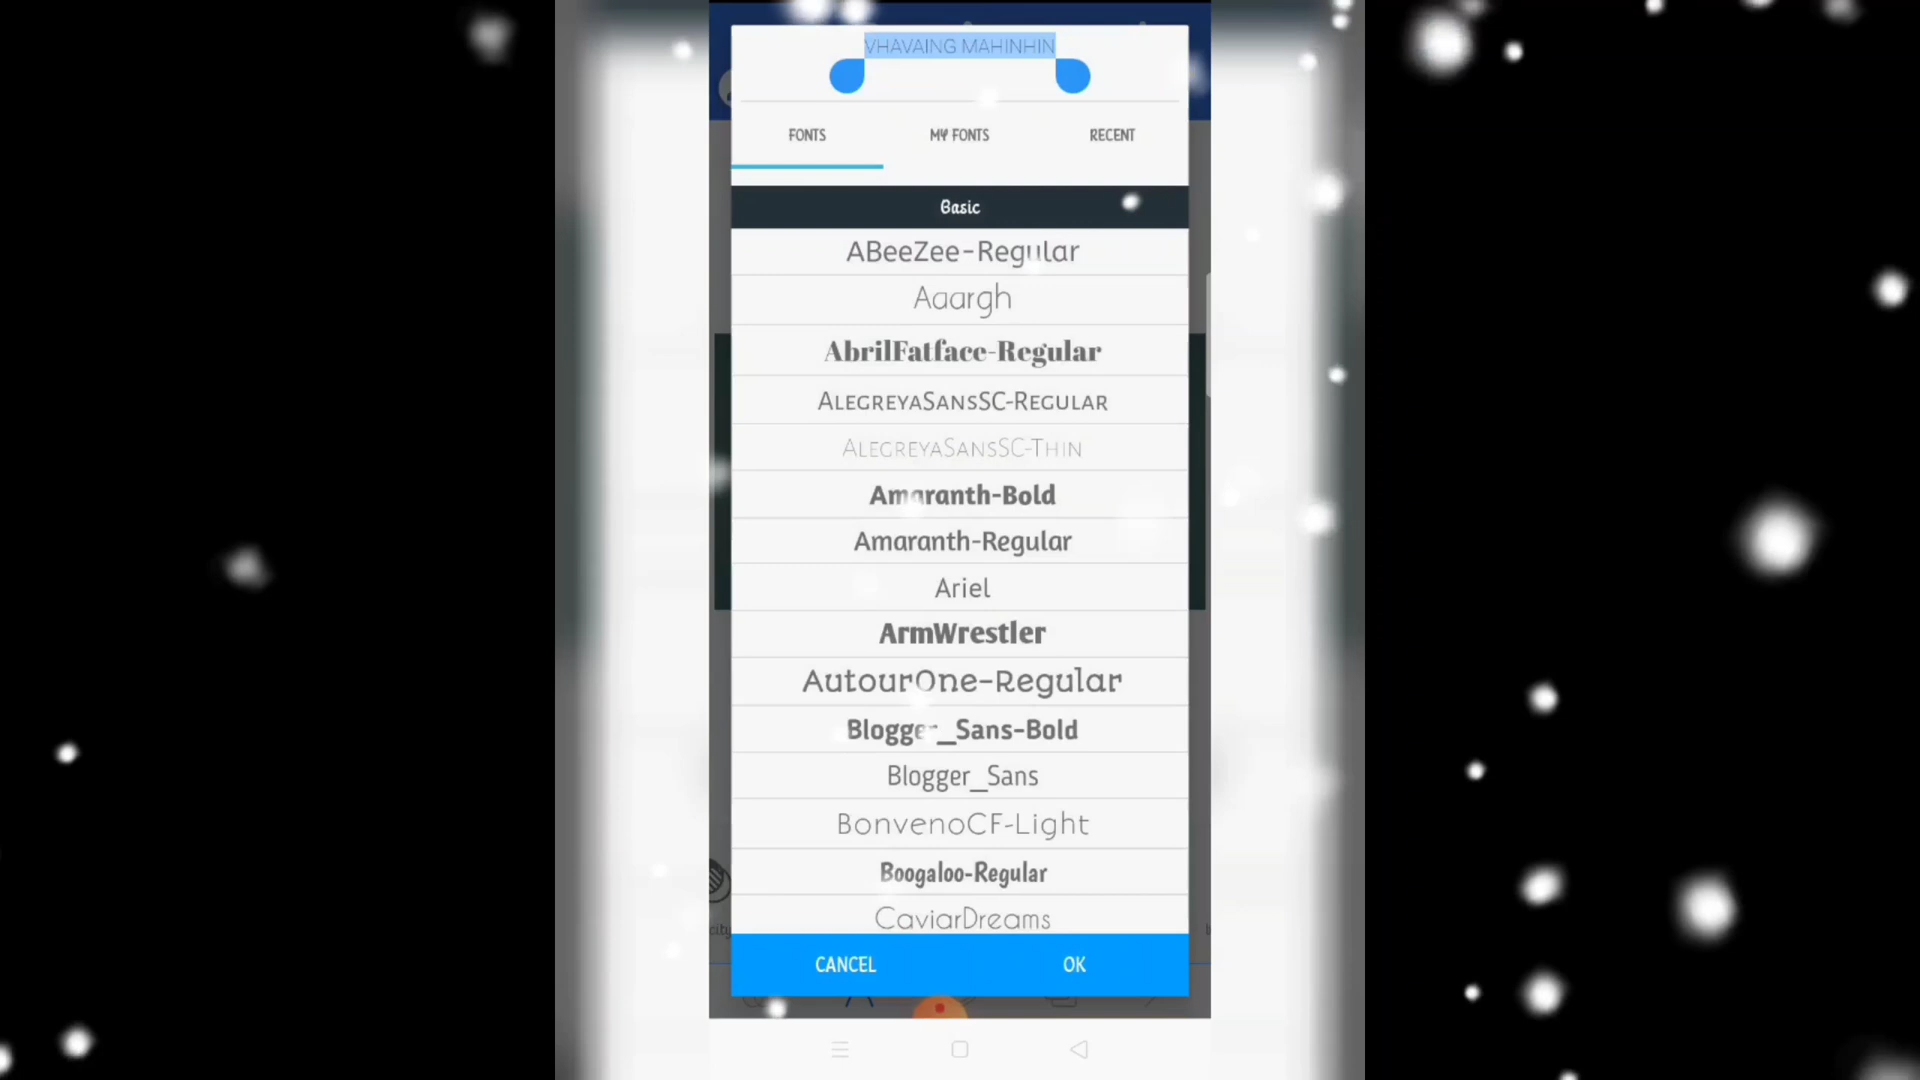 VHAVAING MAHINHIN
FONTS
MY FONTS
RECENT
Basic
ABeeZee-Regular
Aaargh
AbrilFatface-Regular
AlegreyaSansSC-Regular
AlegreyaSansSC-Thin
Amaranth-Bold
Amaranth-Regular
Ariel
ArmWrestler
AutourOne-Regular
Blogger_Sans-Bold
Blogger_Sans
BonvenoCF-Light
Boogaloo-Regular
CaviarDreams
CANCEL
OK